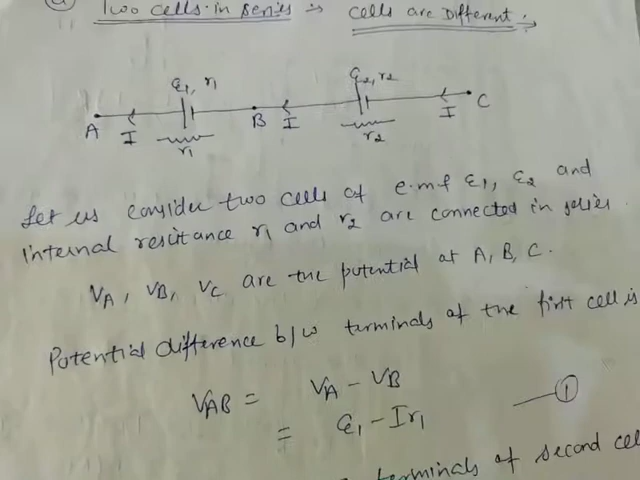 (a) Two cells in series :- cells are Different :-
ε1, r1
ε2, r2
A
I
r1
B
I
r2
I
C
Let us consider two cells of e.m.f ε1, ε2 and
internal resistance r1 and r2 are connected in series.
VA, VB, VC are the potential at A, B, C.
Potential difference b/w terminals of the first cell is
VAB = VA - VB
= ε1 - Ir1 — ①
terminals of second cel